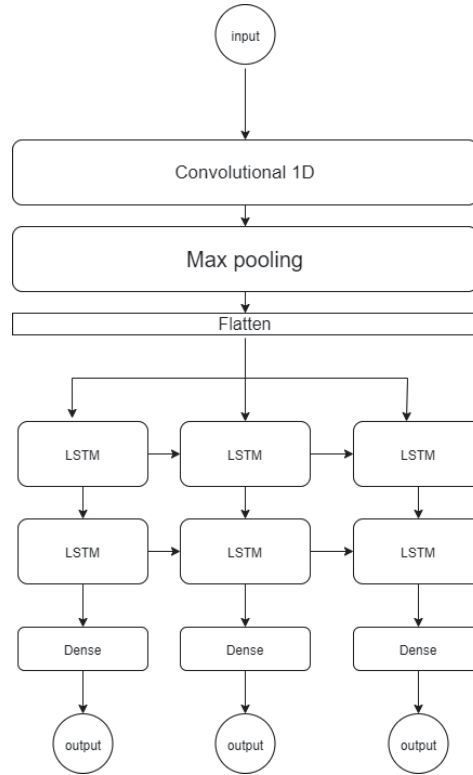 input
Convolutional 1D
Max pooling
Flatten
LSTM
LSTM
LSTM
LSTM
LSTM
LSTM
Dense
Dense
Dense
output
output
output